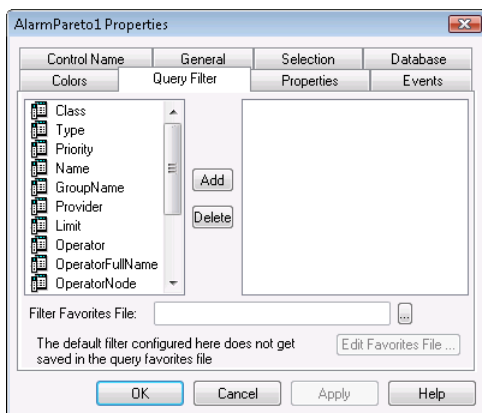 AlarmPareto1 Properties
Control Name General Selection Database
Colors Query Filter Properties Events
Class
Type
Priority
Name
GroupName
Provider
Limit
Operator
OperatorFullName
OperatorNode
Add
Delete
Filter Favorites File:
...
The default filter configured here does not get
saved in the query favorites file
Edit Favorites File ...
OK Cancel Apply Help